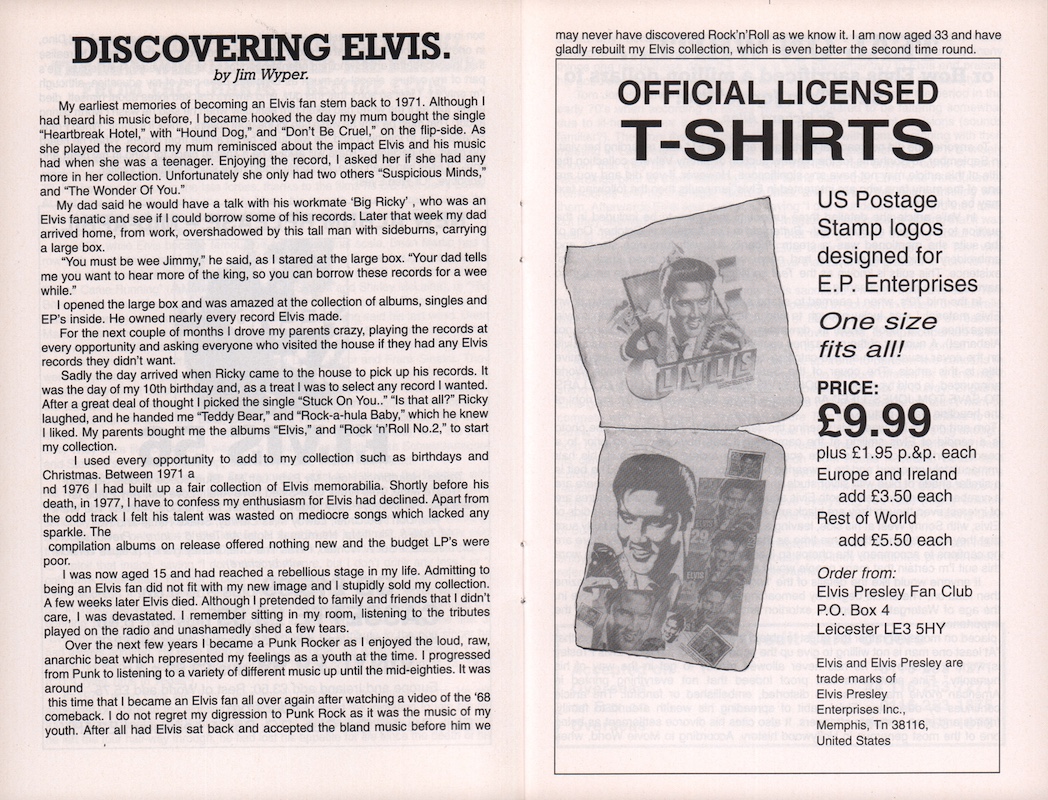 DISCOVERING ELVIS.
by Jim Wyper.
My earliest memories of becoming an Elvis fan stem back to 1971. Although I
had heard his music before, I became hooked the day my mum bought the single
“Heartbreak Hotel,” with “Hound Dog,” and “Don't Be Cruel,” on the flip-side. As
she played the record my mum reminisced about the impact Elvis and his music
had when she was a teenager. Enjoying the record, I asked her if she had any
more in her collection. Unfortunately she only had two others “Suspicious Minds,”
and “The Wonder Of You.”
My dad said he would have a talk with his workmate ‘Big Ricky’ , who was an
Elvis fanatic and see if I could borrow some of his records. Later that week my dad
arrived home, from work, overshadowed by this tall man with sideburns, carrying
a large box.
“You must be wee Jimmy,” he said, as I stared at the large box. “Your dad tells
me you want to hear more of the king, so you can borrow these records for a wee
while.”
I opened the large box and was amazed at the collection of albums, singles and
EP's inside. He owned nearly every record Elvis made.
For the next couple of months I drove my parents crazy, playing the records at
every opportunity and asking everyone who visited the house if they had any Elvis
records they didn't want.
Sadly the day arrived when Ricky came to the house to pick up his records. It
was the day of my 10th birthday and, as a treat I was to select any record I wanted.
After a great deal of thought I picked the single “Stuck On You..” “Is that all?” Ricky
laughed, and he handed me “Teddy Bear,” and “Rock-a-hula Baby,” which he knew
I liked. My parents bought me the albums “Elvis,” and “Rock ‘n’Roll No.2,” to start
my collection.
I used every opportunity to add to my collection such as birthdays and
Christmas. Between 1971 a
nd 1976 I had built up a fair collection of Elvis memorabilia. Shortly before his
death, in 1977, I have to confess my enthusiasm for Elvis had declined. Apart from
the odd track I felt his talent was wasted on mediocre songs which lacked any
sparkle. The
compilation albums on release offered nothing new and the budget LP's were
poor.
I was now aged 15 and had reached a rebellious stage in my life. Admitting to
being an Elvis fan did not fit with my new image and I stupidly sold my collection.
A few weeks later Elvis died. Although I pretended to family and friends that I didn't
care, I was devastated. I remember sitting in my room, listening to the tributes
played on the radio and unashamedly shed a few tears.
Over the next few years I became a Punk Rocker as I enjoyed the loud, raw,
anarchic beat which represented my feelings as a youth at the time. I progressed
from Punk to listening to a variety of different music up until the mid-eighties. It was
around
this time that I became an Elvis fan all over again after watching a video of the ‘68
comeback. I do not regret my digression to Punk Rock as it was the music of my
youth. After all had Elvis sat back and accepted the bland music before him we
may never have discovered Rock’n’Roll as we know it. I am now aged 33 and have
gladly rebuilt my Elvis collection, which is even better the second time round.
OFFICIAL LICENSED
T-SHIRTS
US Postage
Stamp logos
designed for
E.P. Enterprises
One size
fits all!
PRICE:
£9.99
plus £1.95 p.&p. each
Europe and Ireland
add £3.50 each
Rest of World
add £5.50 each
Order from:
Elvis Presley Fan Club
P.O. Box 4
Leicester LE3 5HY
Elvis and Elvis Presley are
trade marks of
Elvis Presley
Enterprises Inc.,
Memphis, Tn 38116,
United States
ELVIS
29
ELVIS